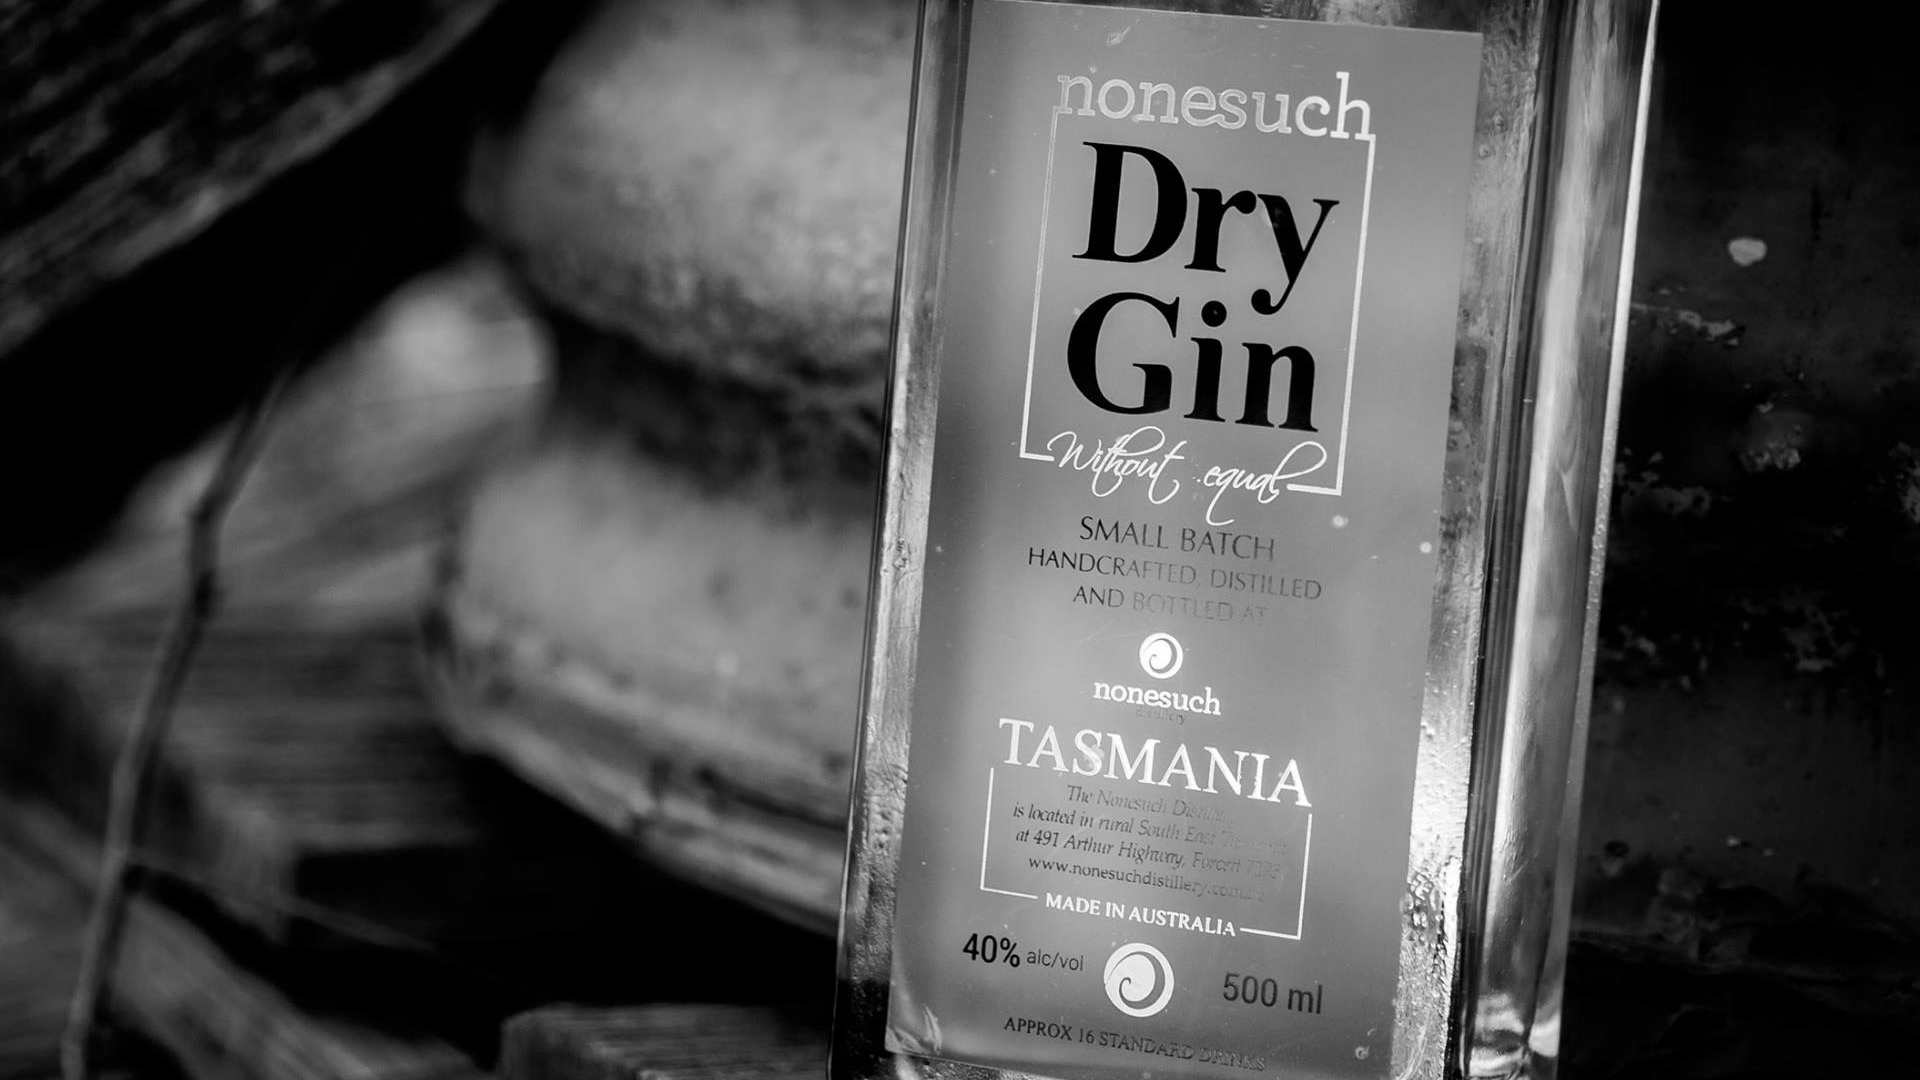 nonesuch
Dry
Gin
Without equal
SMALL BATCH
HANDCRAFTED, DISTILLED
AND BOTTLED AT
nonesuch
TASMANIA
The Nonesuch
is located in rural South East
at 491 Arthur Highway, Forcett
www.nonesuchdistillery.com.au
MADE IN AUSTRALIA
40% alc/vol
500 ml
APPROX 16 STANDARD DRINKS